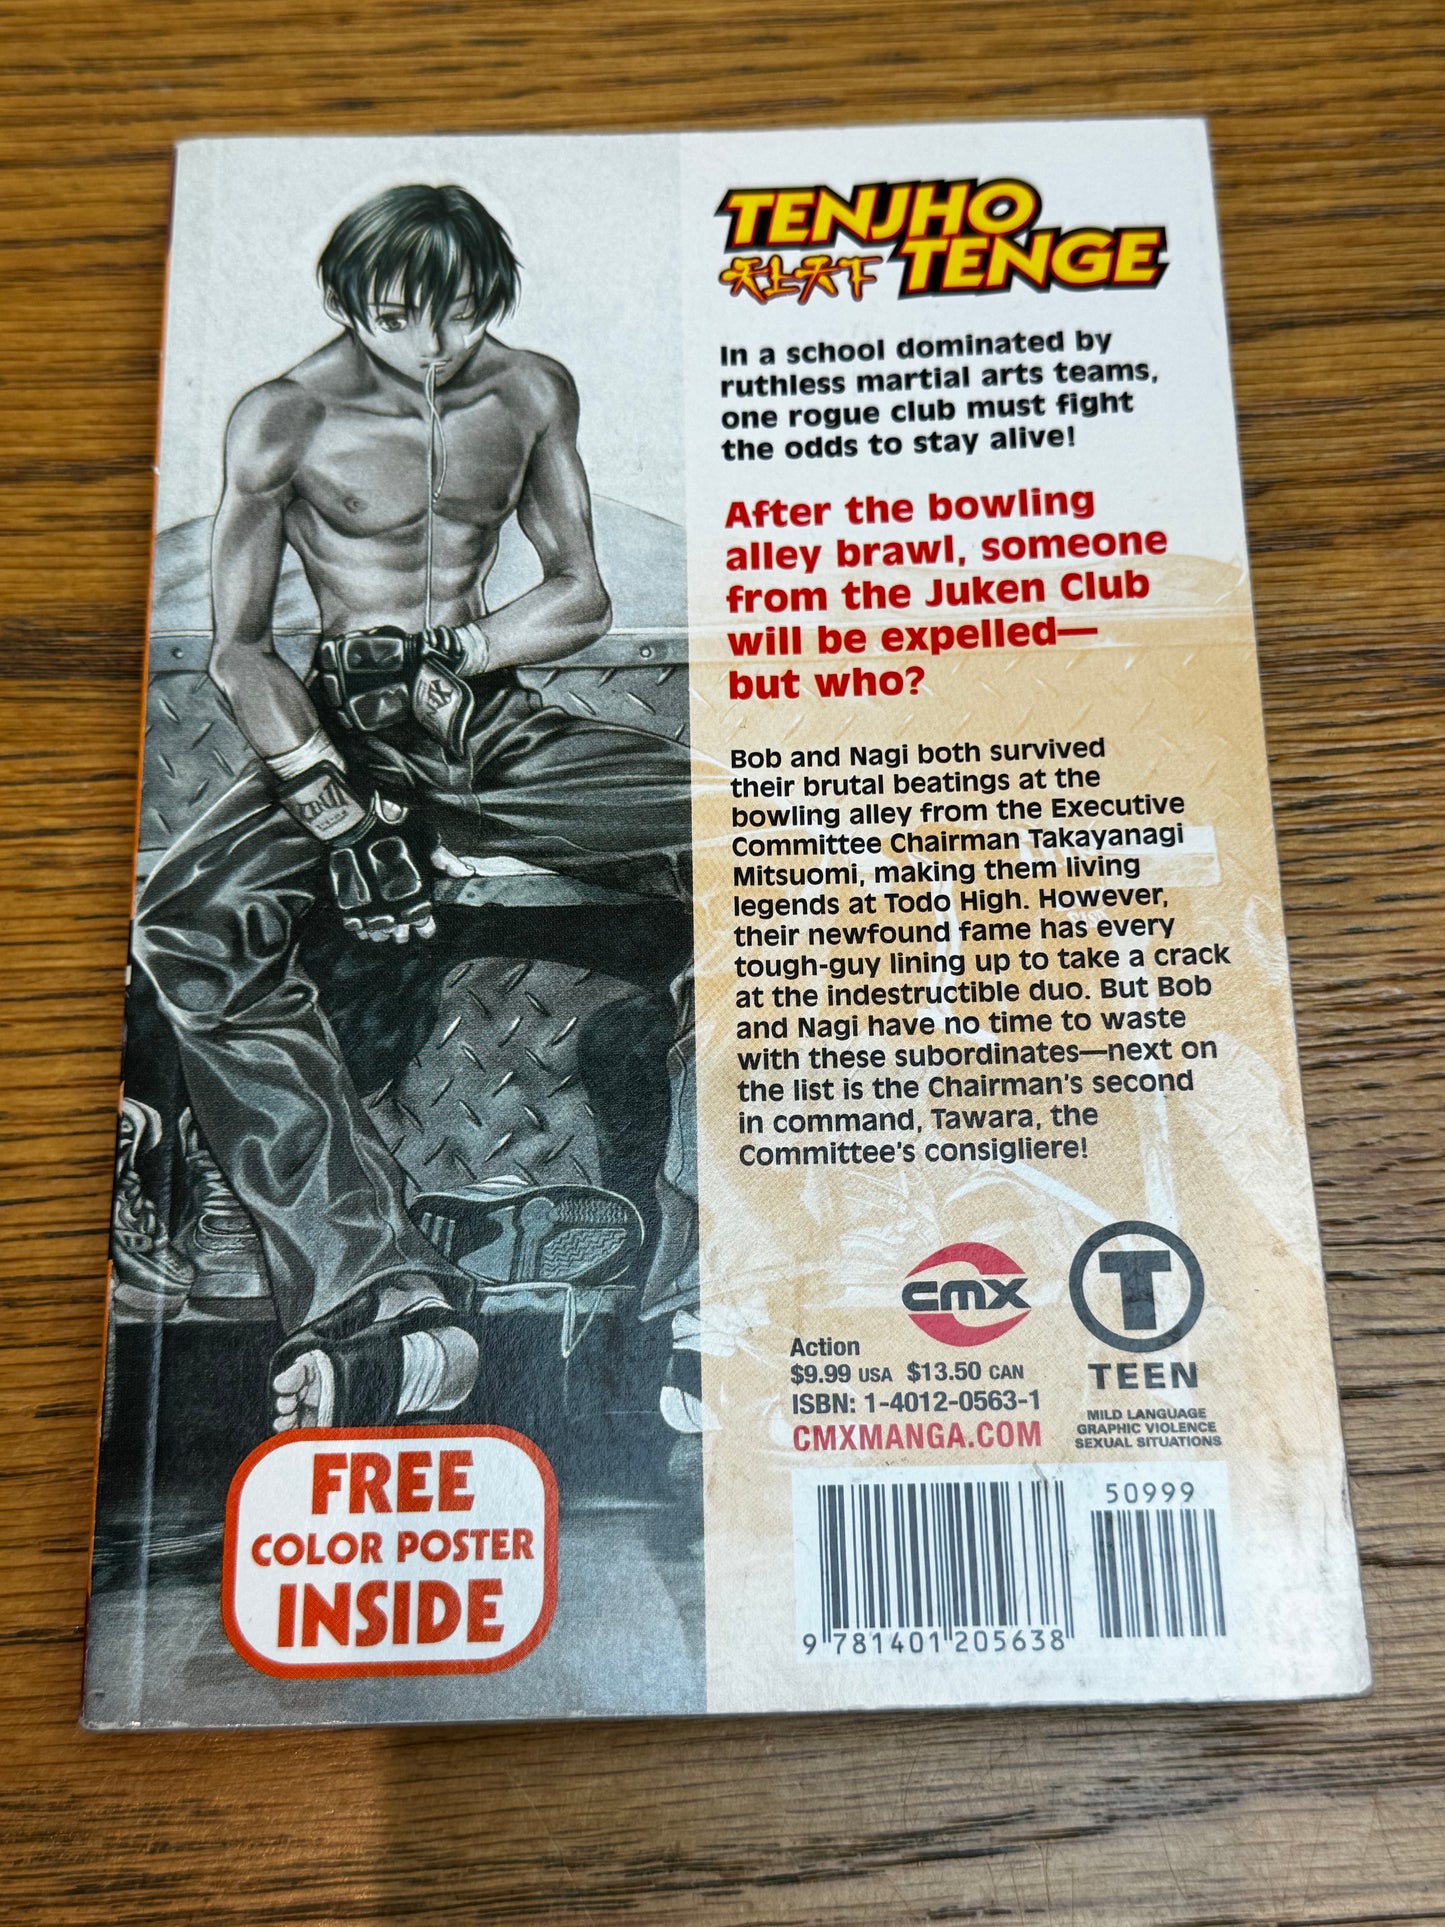 TENJHO
天上天下 TENGE
In a school dominated by
ruthless martial arts teams,
one rogue club must fight
the odds to stay alive!
After the bowling
alley brawl, someone
from the Juken Club
will be expelled—
but who?
Bob and Nagi both survived
their brutal beatings at the
bowling alley from the Executive
Committee Chairman Takayanagi
Mitsuomi, making them living
legends at Todo High. However,
their newfound fame has every
tough-guy lining up to take a crack
at the indestructible duo. But Bob
and Nagi have no time to waste
with these subordinates—next on
the list is the Chairman's second
in command, Tawara, the
Committee's consigliere!
CMX
T
TEEN
MILD LANGUAGE
GRAPHIC VIOLENCE
SEXUAL SITUATIONS
Action
$9.99 USA $13.50 CAN
ISBN: 1-4012-0563-1
CMXMANGA.COM
50999
9 781401 205638
FREE
COLOR POSTER
INSIDE